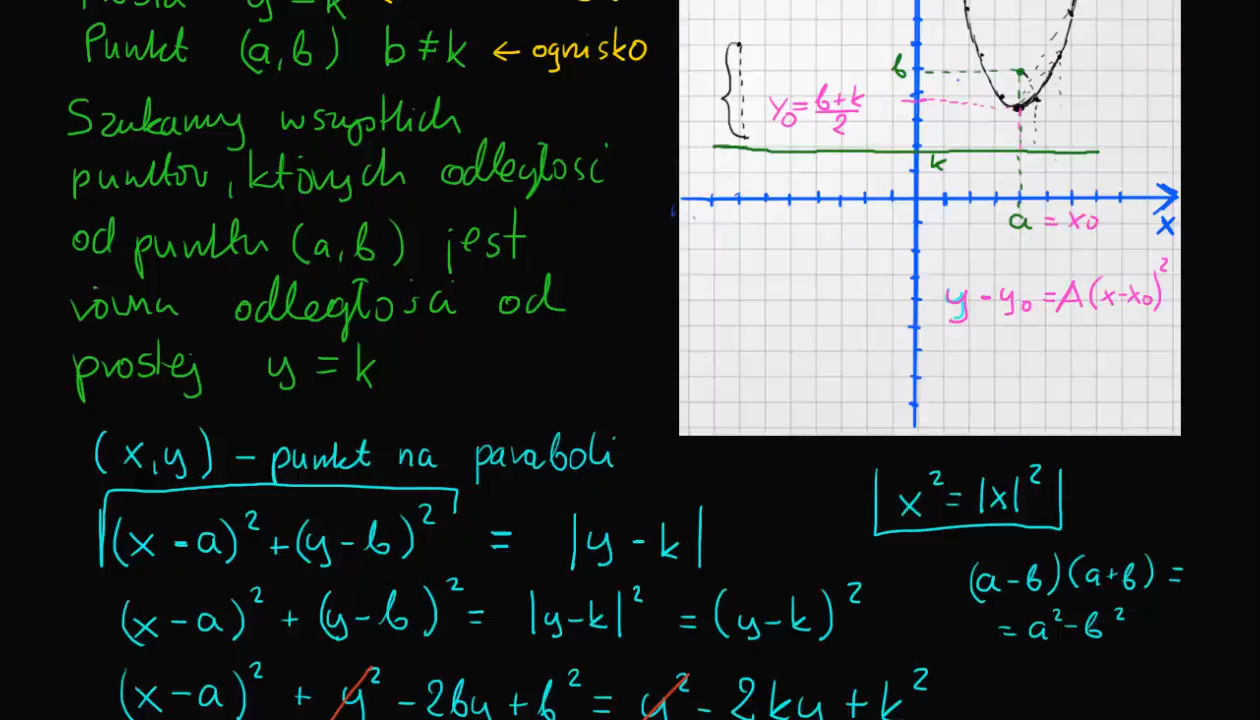 y = k ←
Punkt (a,b) b ≠ k ← ognisko
Szukamy wszystkich
punktów, których odległość
od punktu (a,b) jest
równa odległości od
prostej y = k
(x,y) – punkt na paraboli
√((x-a)² + (y-b)²) = |y-k|
(x-a)² + (y-b)² = |y-k|² = (y-k)²
(x-a)² + y² - 2by + b² = y² - 2ky + k²
b
y₀ = (b+k)/2
k
a = x₀
x
y - y₀ = A(x-x₀)²
x² = |x|²
(a-b)(a+b) =
= a² - b²